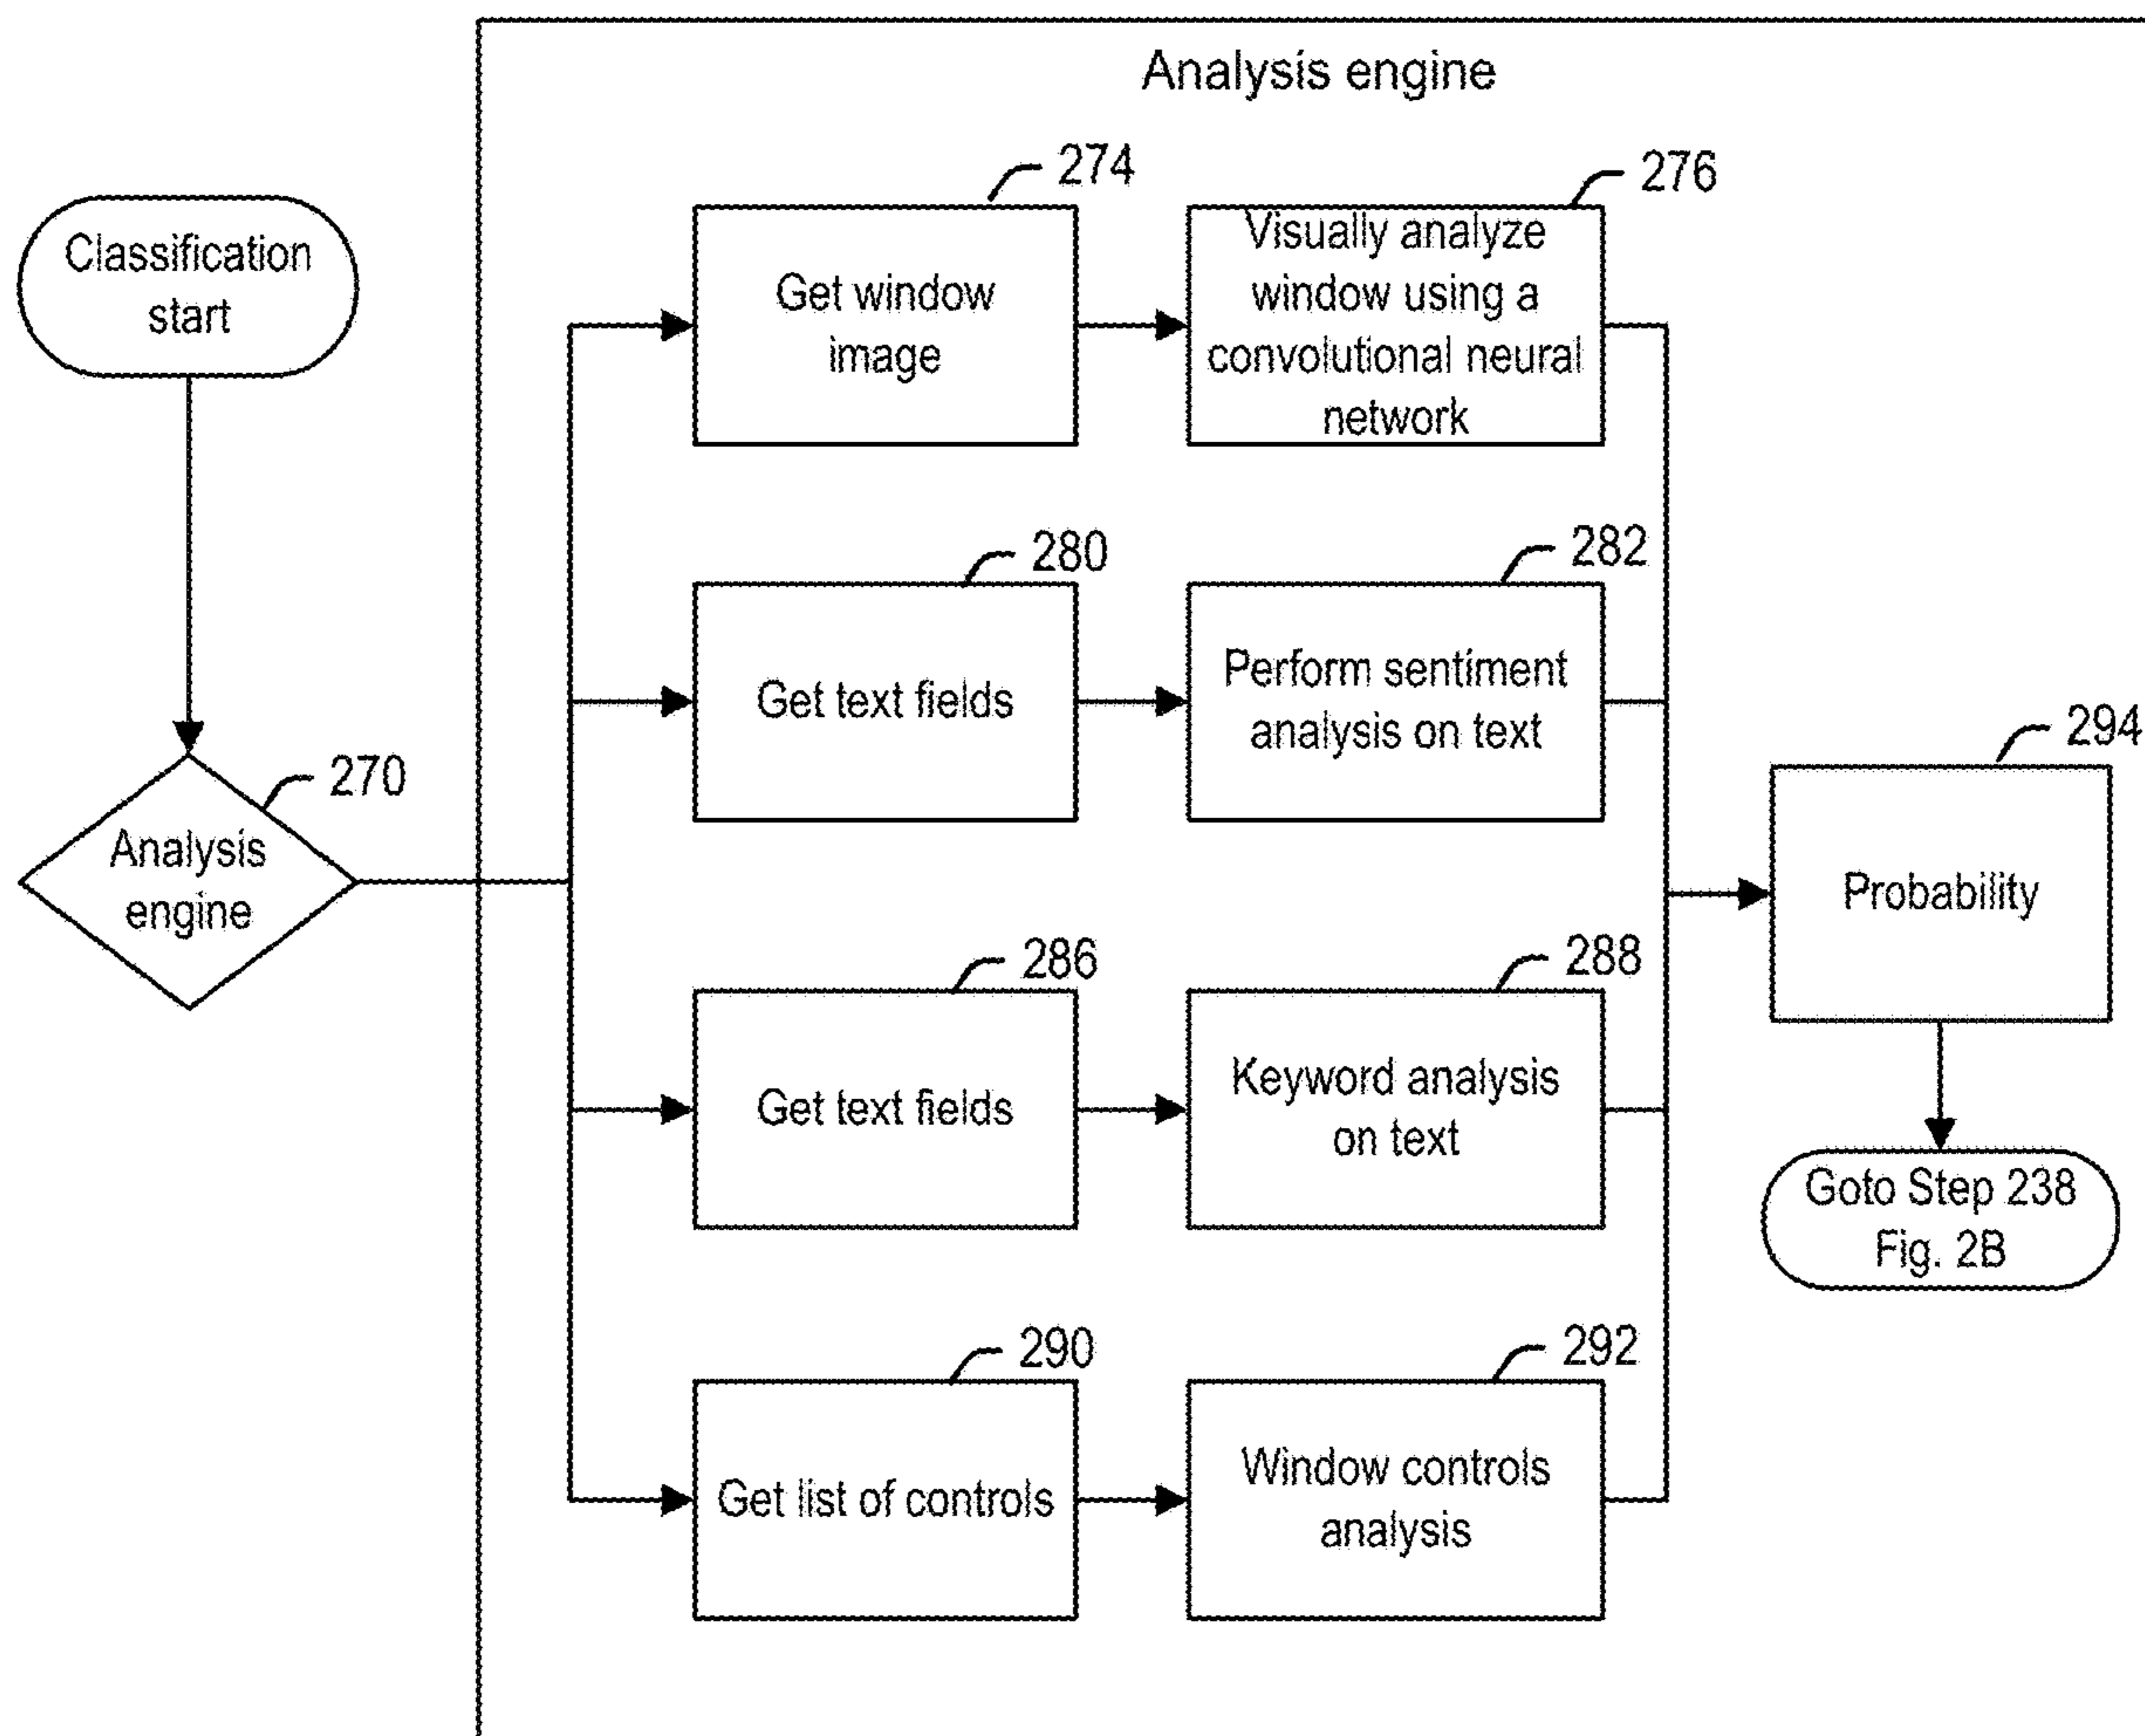 Analysis engine
Classification
start
270
Analysis
engine
274
Get window
image
276
Visually analyze
window using a
convolutional neural
network
280
Get text fields
282
Perform sentiment
analysis on text
286
Get text fields
288
Keyword analysis
on text
290
Get list of controls
292
Window controls
analysis
294
Probability
Goto Step 238
Fig. 2B